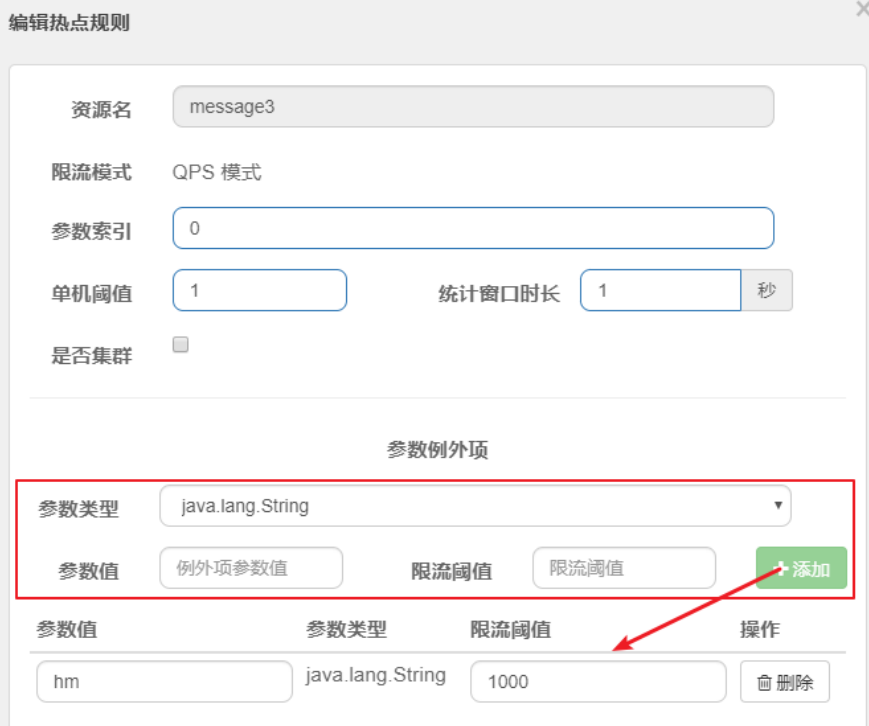 编辑热点规则
资源名 message3
限流模式 QPS 模式
参数索引 0
单机阈值 1 统计窗口时长 1 秒
是否集群
参数例外项
参数类型 java.lang.String
参数值 例外项参数值 限流阈值 限流阈值 添加
参数值 参数类型 限流阈值 操作
hm java.lang.String 1000 删除